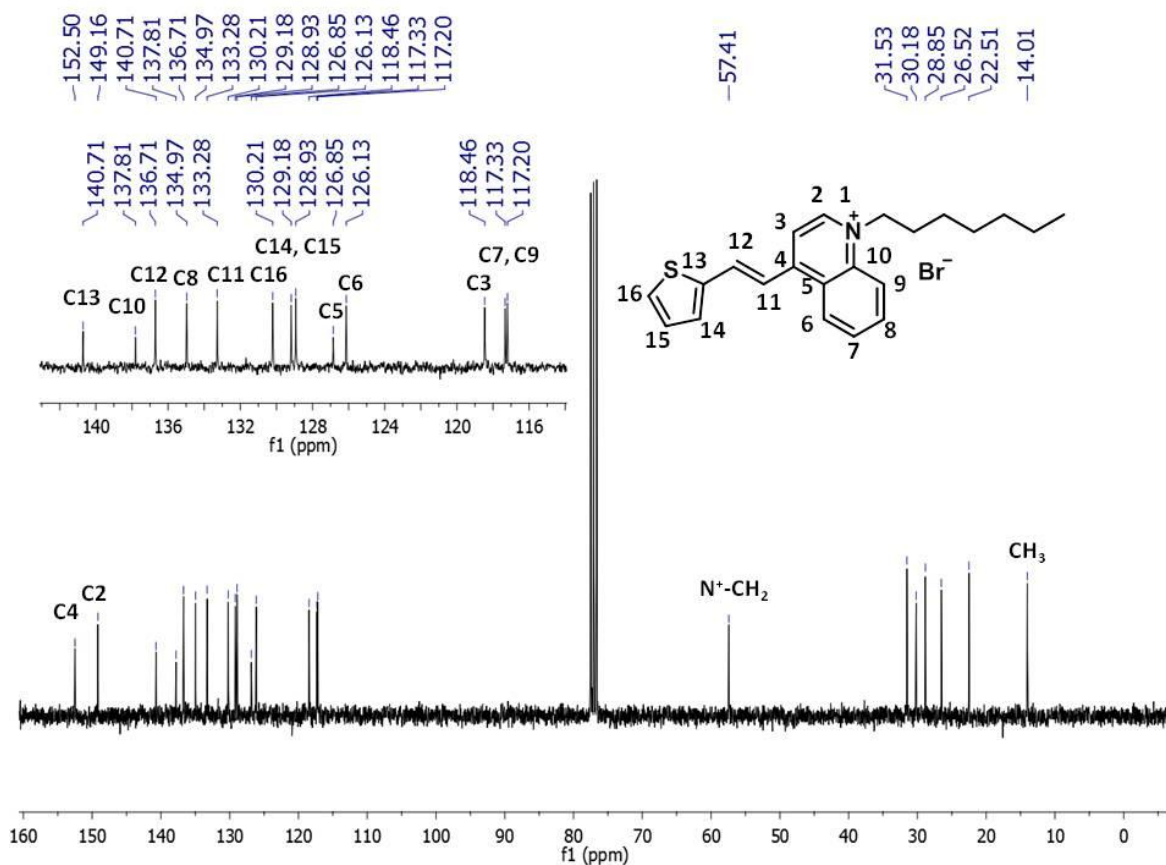 152.50
149.16
140.71
137.81
136.71
134.97
133.28
130.21
129.18
128.93
126.85
126.13
118.46
117.33
117.20
57.41
31.53
30.18
28.85
26.52
22.51
14.01
140.71
137.81
136.71
134.97
133.28
130.21
129.18
128.93
126.85
126.13
118.46
117.33
117.20
C14, C15
C7, C9
C12
C8
C11
C16
C6
C3
C13
C10
C5
140 136 132 128 124 120 116
f1 (ppm)
2 1
3 N+
12 4 10
S 13 5 9 Br−
16 11 6 8
15 14 7
C4
C2
N+-CH2
CH3
160 150 140 130 120 110 100 90 80 70 60 50 40 30 20 10 0
f1 (ppm)